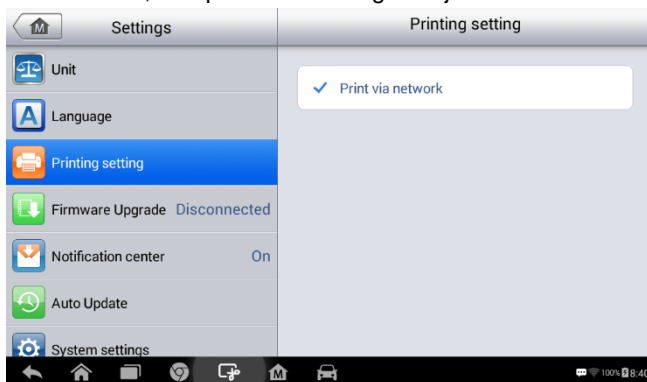 Settings
Printing setting
Unit
Print via network
Language
Printing setting
Firmware Upgrade Disconnected
Notification center On
Auto Update
System settings
100% 8:40